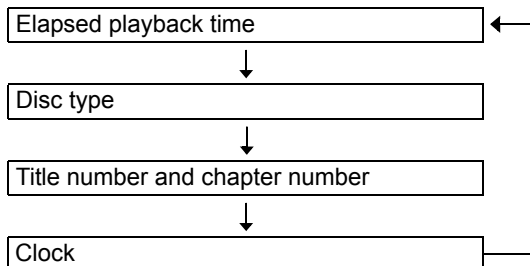 Elapsed playback time
Disc type
Title number and chapter number
Clock